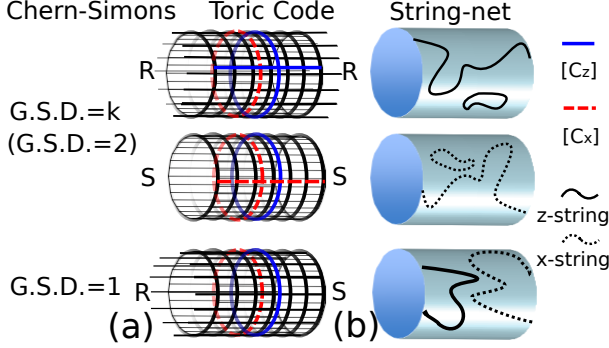 Chern-Simons Toric Code String-net
R R
[Cz]
G.S.D.=k
(G.S.D.=2)
[Cx]
S S
z-string
x-string
G.S.D.=1 R S
(a) (b)